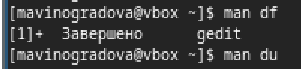 [mavinogradova@vbox ~]$ man df
[1]+  Завершено      gedit
[mavinogradova@vbox ~]$ man du